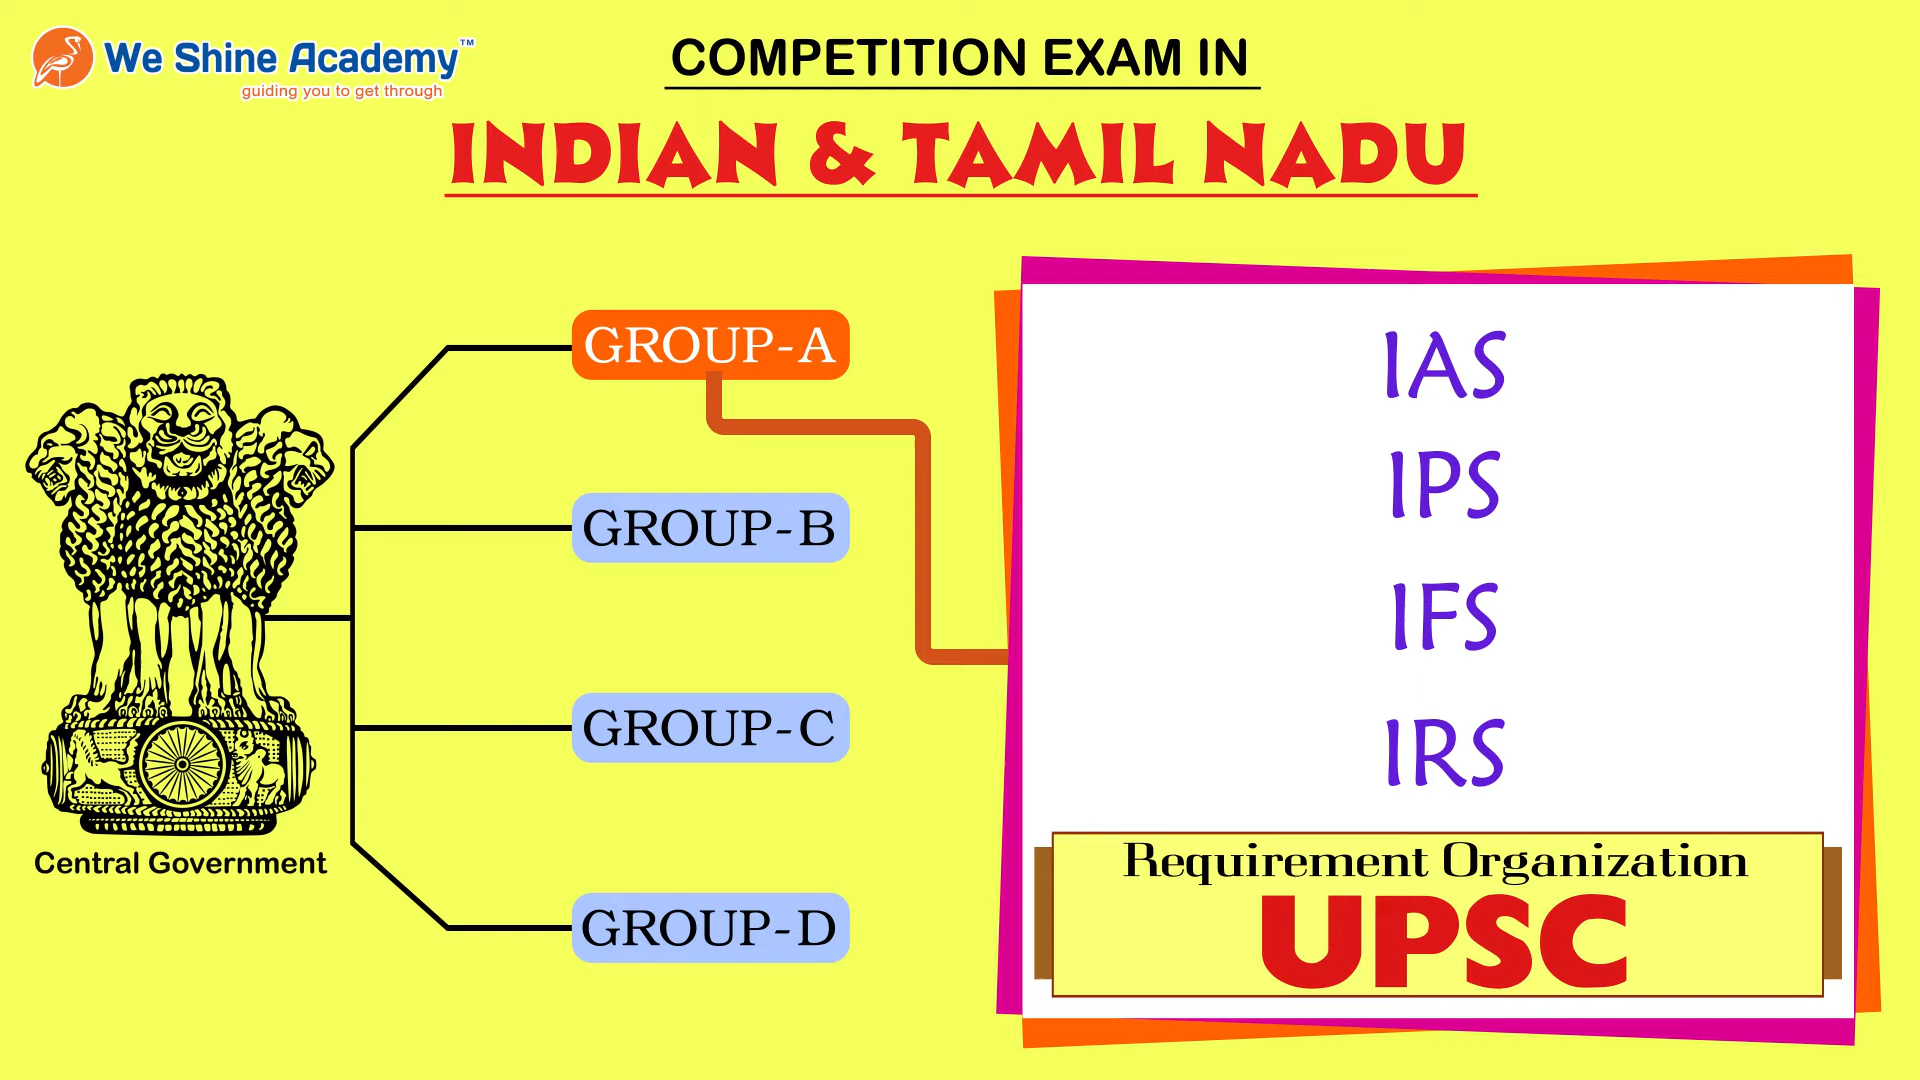 We Shine Academy™
guiding you to get through
COMPETITION EXAM IN
INDIAN & TAMIL NADU
Central Government
GROUP-A
GROUP-B
GROUP-C
GROUP-D
IAS
IPS
IFS
IRS
Requirement Organization
UPSC